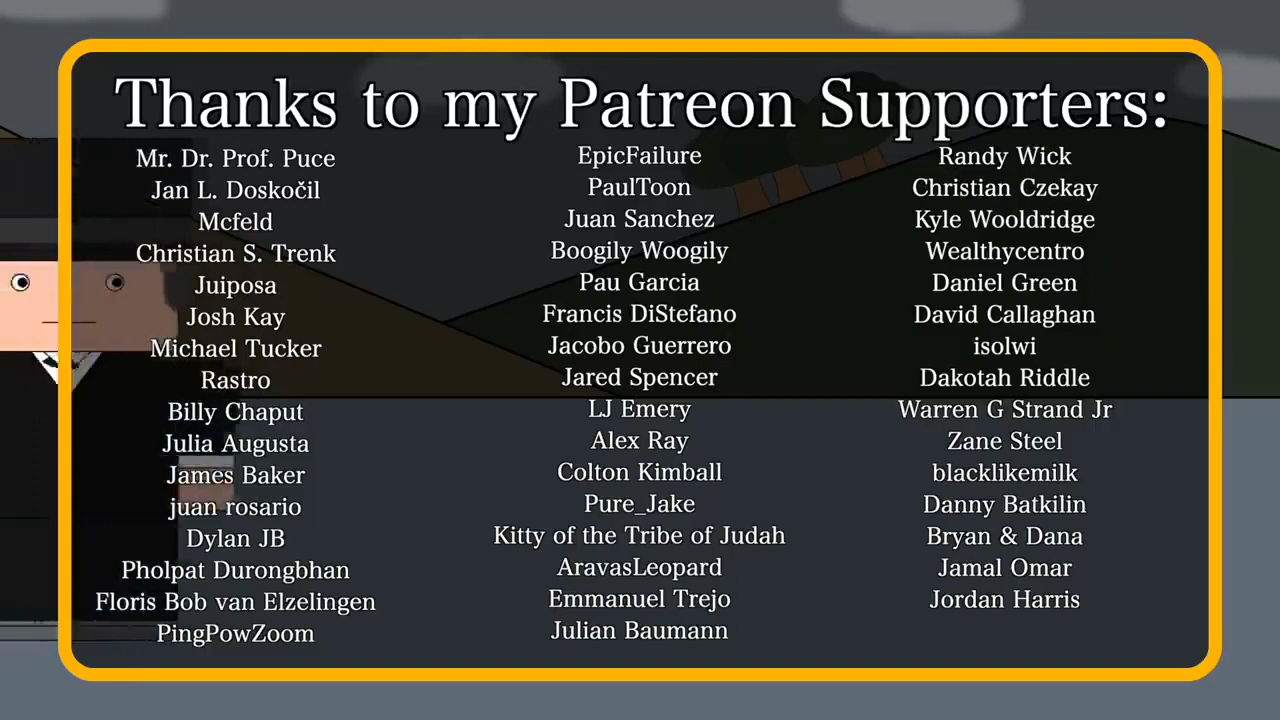 Thanks to my Patreon Supporters:
Mr. Dr. Prof. Puce
Jan L. Doskočil
Mcfeld
Christian S. Trenk
Juiposa
Josh Kay
Michael Tucker
Rastro
Billy Chaput
Julia Augusta
James Baker
juan rosario
Dylan JB
Pholpat Durongbhan
Floris Bob van Elzelingen
PingPowZoom
EpicFailure
PaulToon
Juan Sanchez
Boogily Woogily
Pau Garcia
Francis DiStefano
Jacobo Guerrero
Jared Spencer
LJ Emery
Alex Ray
Colton Kimball
Pure_Jake
Kitty of the Tribe of Judah
AravasLeopard
Emmanuel Trejo
Julian Baumann
Randy Wick
Christian Czekay
Kyle Wooldridge
Wealthycentro
Daniel Green
David Callaghan
isolwi
Dakotah Riddle
Warren G Strand Jr
Zane Steel
blacklikemilk
Danny Batkilin
Bryan & Dana
Jamal Omar
Jordan Harris